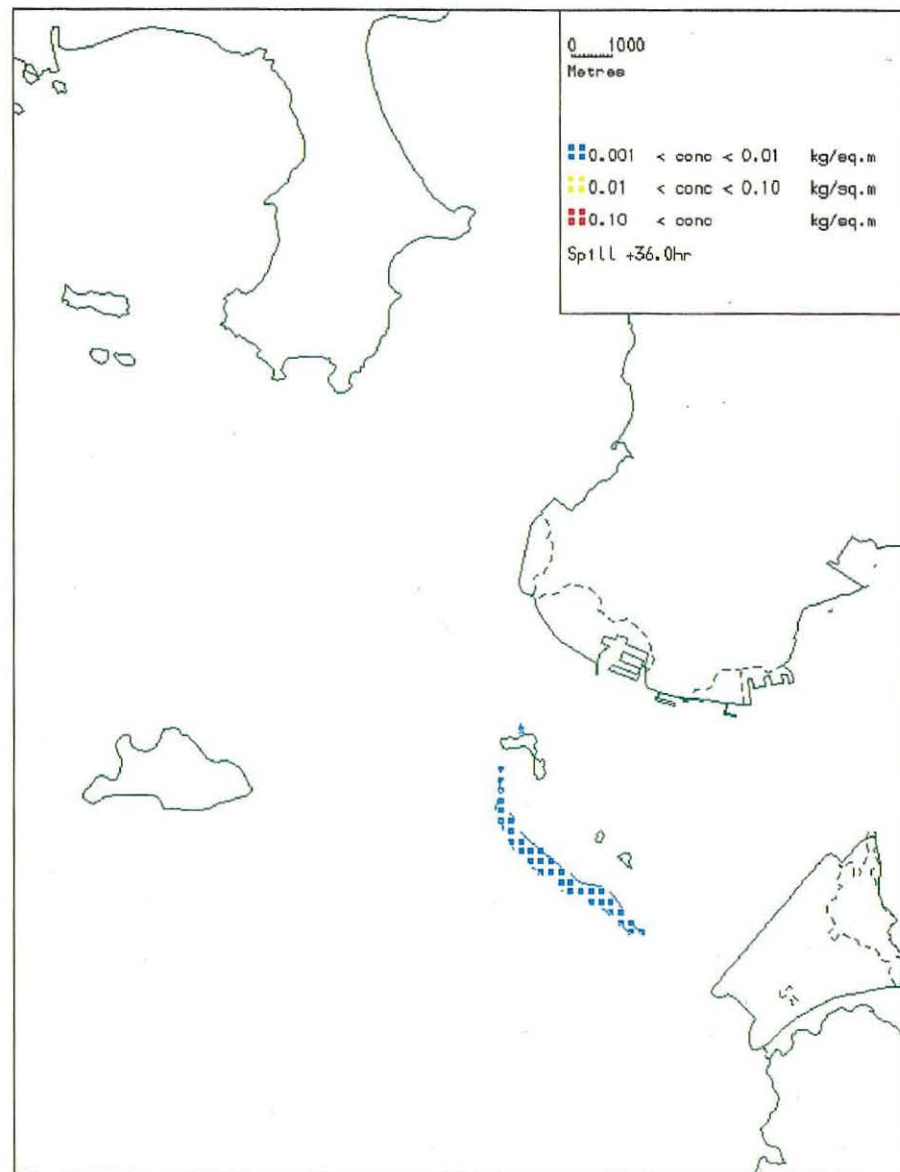 0 1000
Metres
0.001 < conc < 0.01 kg/sq.m
0.01 < conc < 0.10 kg/sq.m
0.10 < conc kg/sq.m
Spill +36.0hr